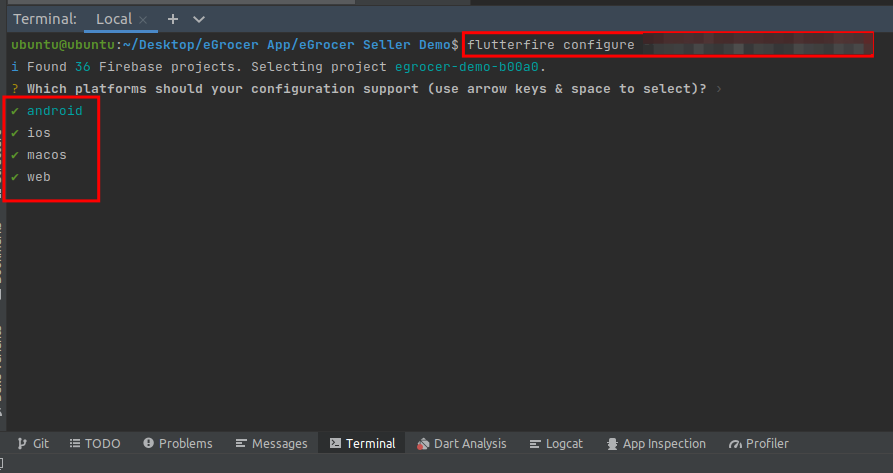 Terminal: Local × + ∨
ubuntu@ubuntu:~/Desktop/eGrocer App/eGrocer Seller Demo$ flutterfire configure
i Found 36 Firebase projects. Selecting project egrocer-demo-b00a0.
? Which platforms should your configuration support (use arrow keys & space to select)? ›
✔ android
✔ ios
✔ macos
✔ web
Git TODO Problems Messages Terminal Dart Analysis Logcat App Inspection Profiler